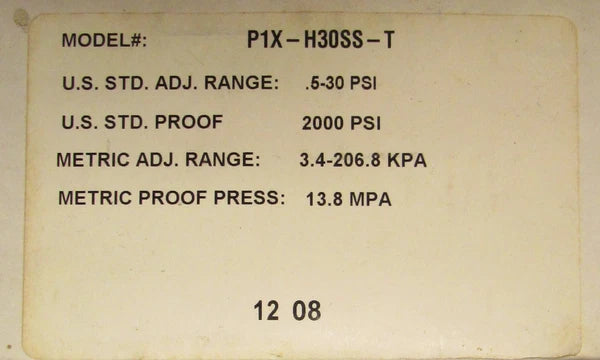 MODEL#: P1X-H30SS-T
U.S. STD. ADJ. RANGE: .5-30 PSI
U.S. STD. PROOF 2000 PSI
METRIC ADJ. RANGE: 3.4-206.8 KPA
METRIC PROOF PRESS: 13.8 MPA
12 08